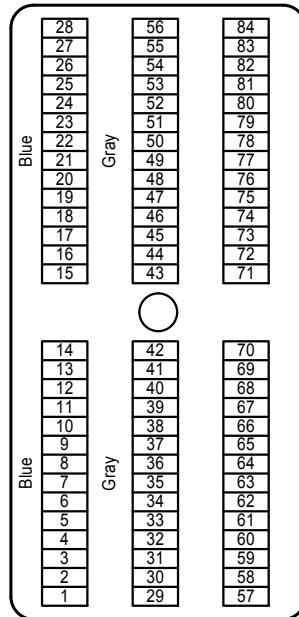 28 56 84
27 55 83
26 54 82
25 53 81
24 52 80
23 51 79
22 50 78
21 49 77
20 48 76
19 47 75
18 46 74
17 45 73
16 44 72
15 43 71
Blue
Gray
14 42 70
13 41 69
12 40 68
11 39 67
10 38 66
9 37 65
8 36 64
7 35 63
6 34 62
5 33 61
4 32 60
3 31 59
2 30 58
1 29 57
Blue
Gray